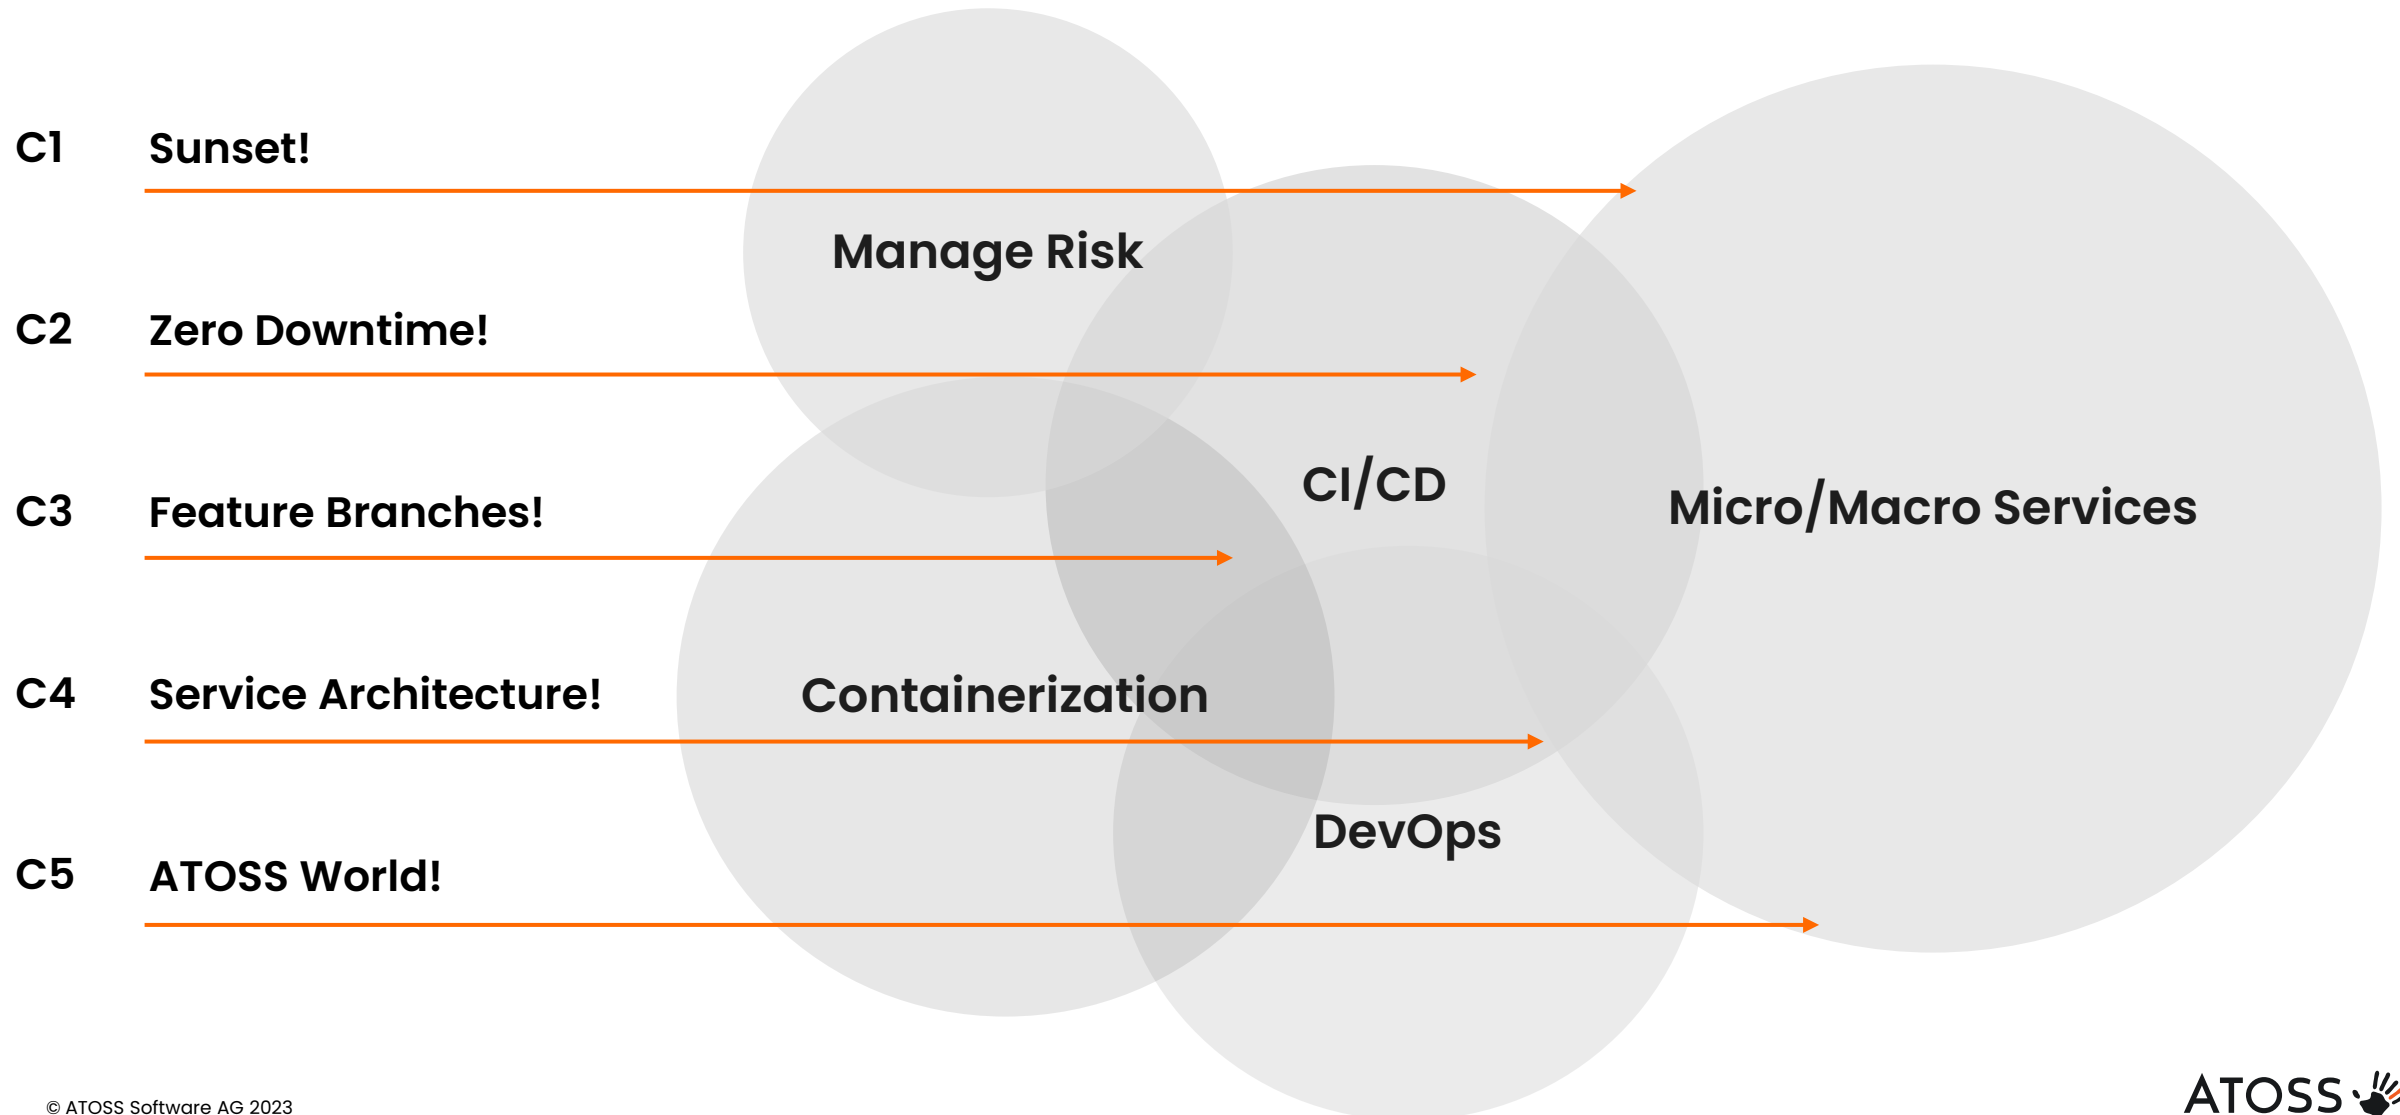 C1 Sunset!
Manage Risk
C2 Zero Downtime!
CI/CD
C3 Feature Branches!
Micro/Macro Services
C4 Service Architecture!
Containerization
DevOps
C5 ATOSS World!
© ATOSS Software AG 2023
ATOSS